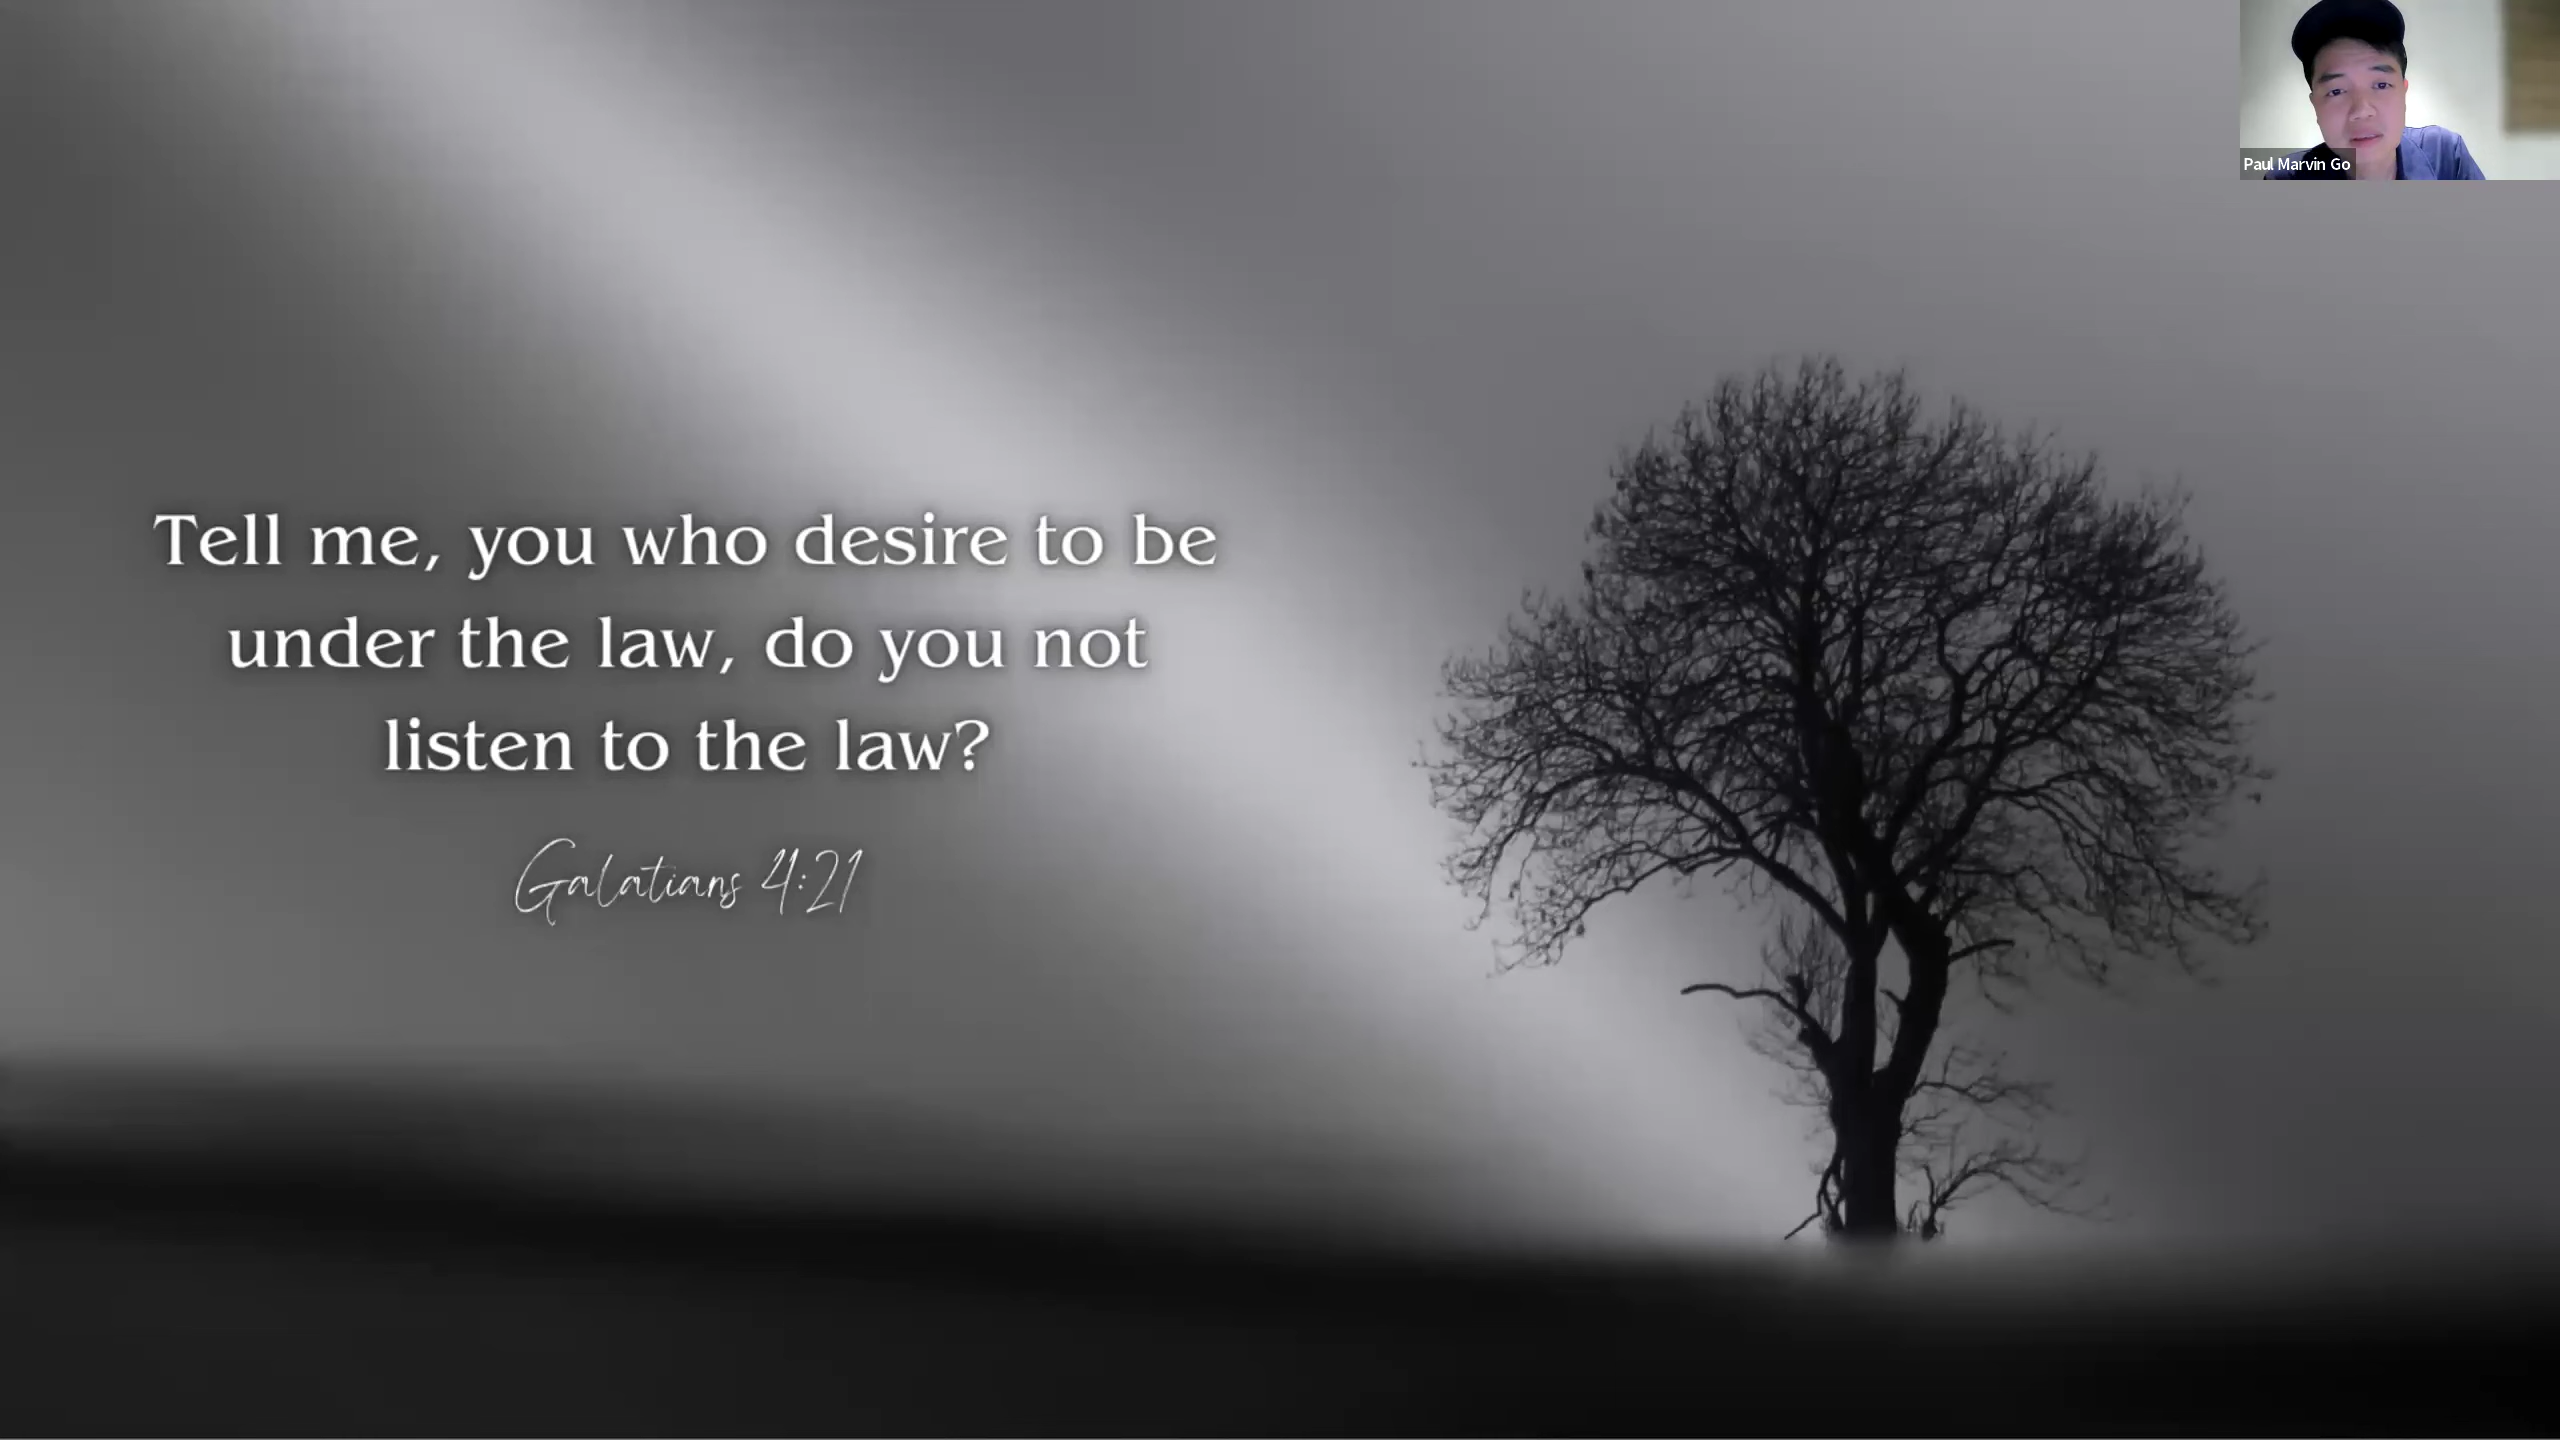 Paul Marvin Go
Tell me, you who desire to be
under the law, do you not
listen to the law?
Galatians 4:21